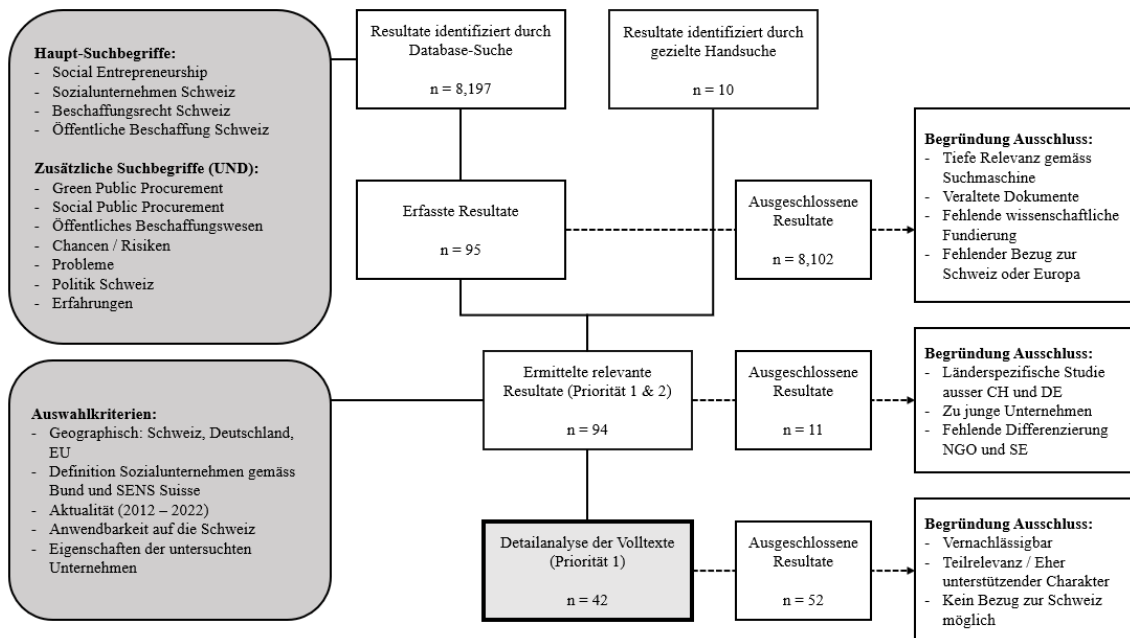 Haupt-Suchbegriffe:
- Social Entrepreneurship
- Sozialunternehmen Schweiz
- Beschaffungsrecht Schweiz
- Öffentliche Beschaffung Schweiz
Zusätzliche Suchbegriffe (UND):
- Green Public Procurement
- Social Public Procurement
- Öffentliches Beschaffungswesen
- Chancen / Risiken
- Probleme
- Politik Schweiz
- Erfahrungen
Resultate identifiziert durch
Database-Suche
n = 8,197
Resultate identifiziert durch
gezielte Handsuche
n = 10
Erfasste Resultate
n = 95
Ausgeschlossene
Resultate
n = 8,102
Begründung Ausschluss:
- Tiefe Relevanz gemäss
Suchmaschine
- Veraltete Dokumente
- Fehlende wissenschaftliche
Fundierung
- Fehlender Bezug zur
Schweiz oder Europa
Auswahlkriterien:
- Geographisch: Schweiz, Deutschland,
EU
- Definition Sozialunternehmen gemäss
Bund und SENS Suisse
- Aktualität (2012 – 2022)
- Anwendbarkeit auf die Schweiz
- Eigenschaften der untersuchten
Unternehmen
Ermittelte relevante
Resultate (Priorität 1 & 2)
n = 94
Ausgeschlossene
Resultate
n = 11
Begründung Ausschluss:
- Länderspezifische Studie
ausser CH und DE
- Zu junge Unternehmen
- Fehlende Differenzierung
NGO und SE
Detailanalyse der Volltexte
(Priorität 1)
n = 42
Ausgeschlossene
Resultate
n = 52
Begründung Ausschluss:
- Vernachlässigbar
- Teilrelevanz / Eher
unterstützender Charakter
- Kein Bezug zur Schweiz
möglich